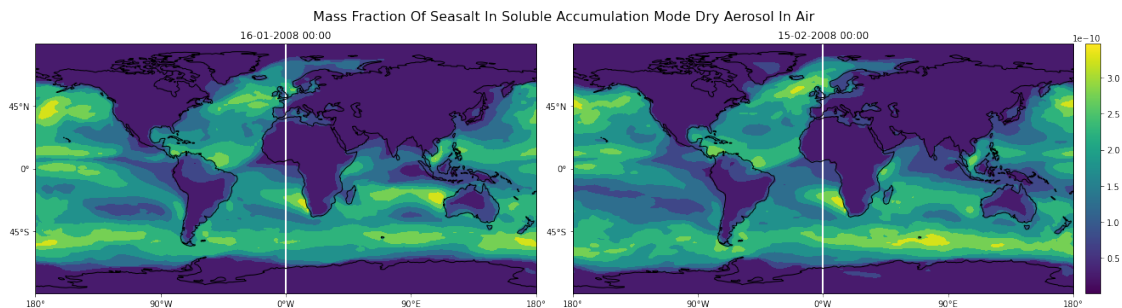 Mass Fraction Of Seasalt In Soluble Accumulation Mode Dry Aerosol In Air
16-01-2008 00:00
15-02-2008 00:00
1e−10
45°N
0°
45°S
180°
90°W
0°W
90°E
180°
45°N
0°
45°S
180°
90°W
0°W
90°E
180°
3.0
2.5
2.0
1.5
1.0
0.5